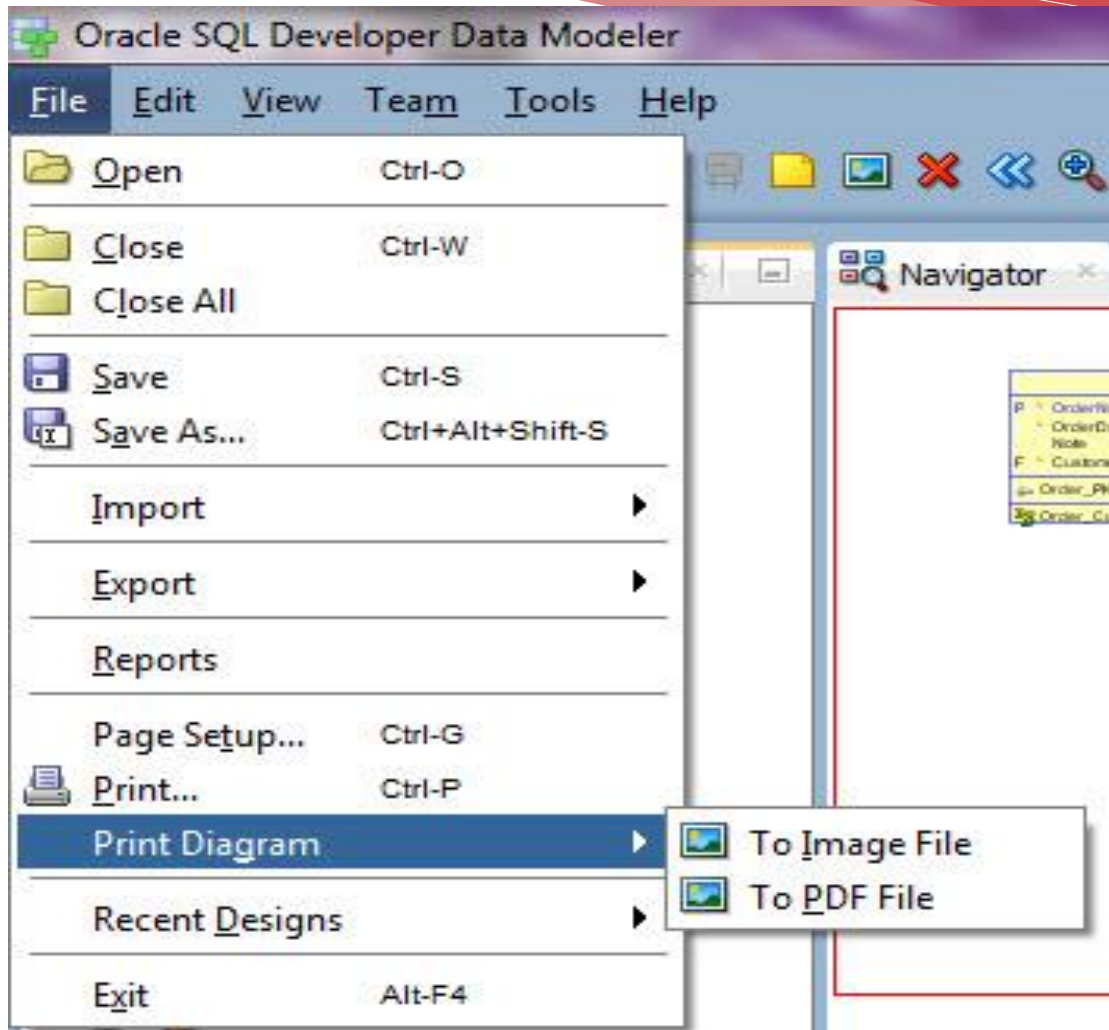 Oracle SQL Developer Data Modeler
File Edit View Team Tools Help
Open Ctrl-O
Close Ctrl-W
Close All
Save Ctrl-S
Save As... Ctrl+Alt+Shift-S
Import
Export
Reports
Page Setup... Ctrl-G
Print... Ctrl-P
Print Diagram
To Image File
To PDF File
Recent Designs
Exit Alt-F4
Navigator
P *
*
Note
F *